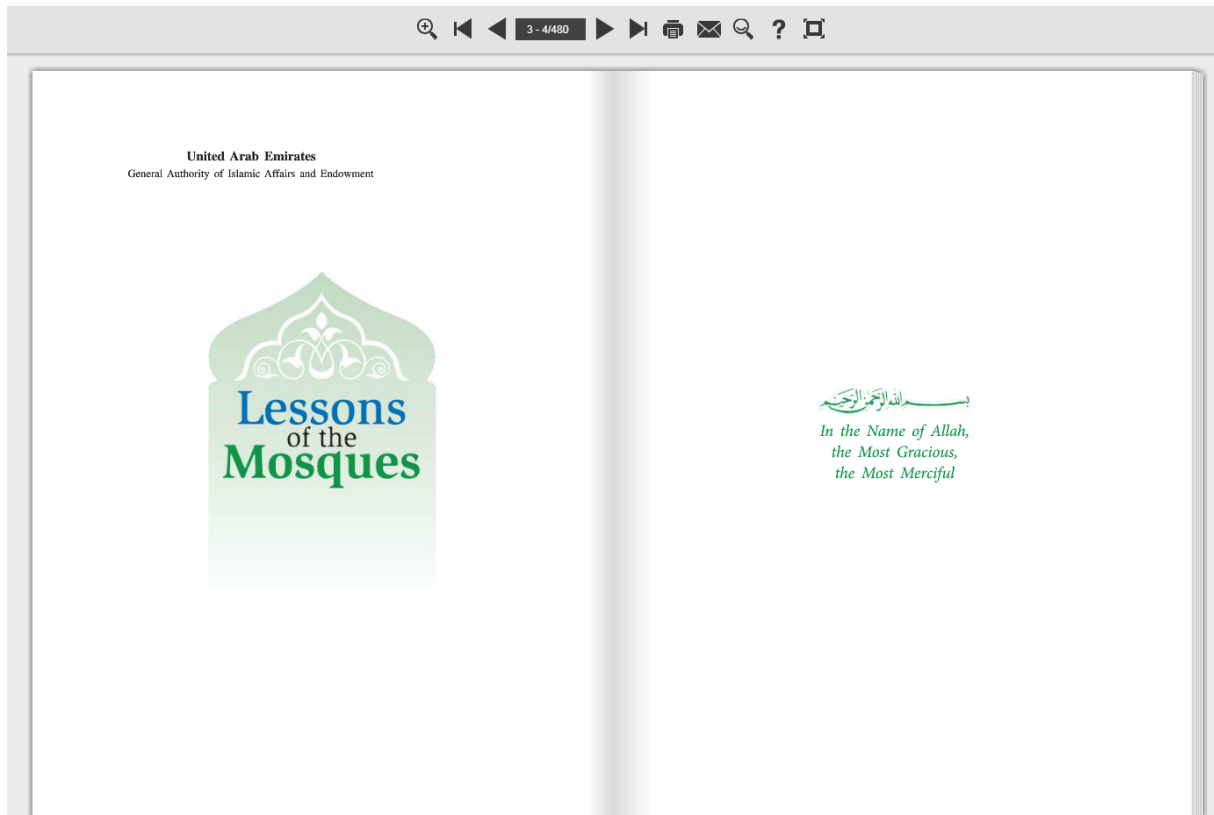 3 - 4/480
United Arab Emirates
General Authority of Islamic Affairs and Endowment
Lessons
of the
Mosques
بسم الله الرحمن الرحيم
In the Name of Allah,
the Most Gracious,
the Most Merciful